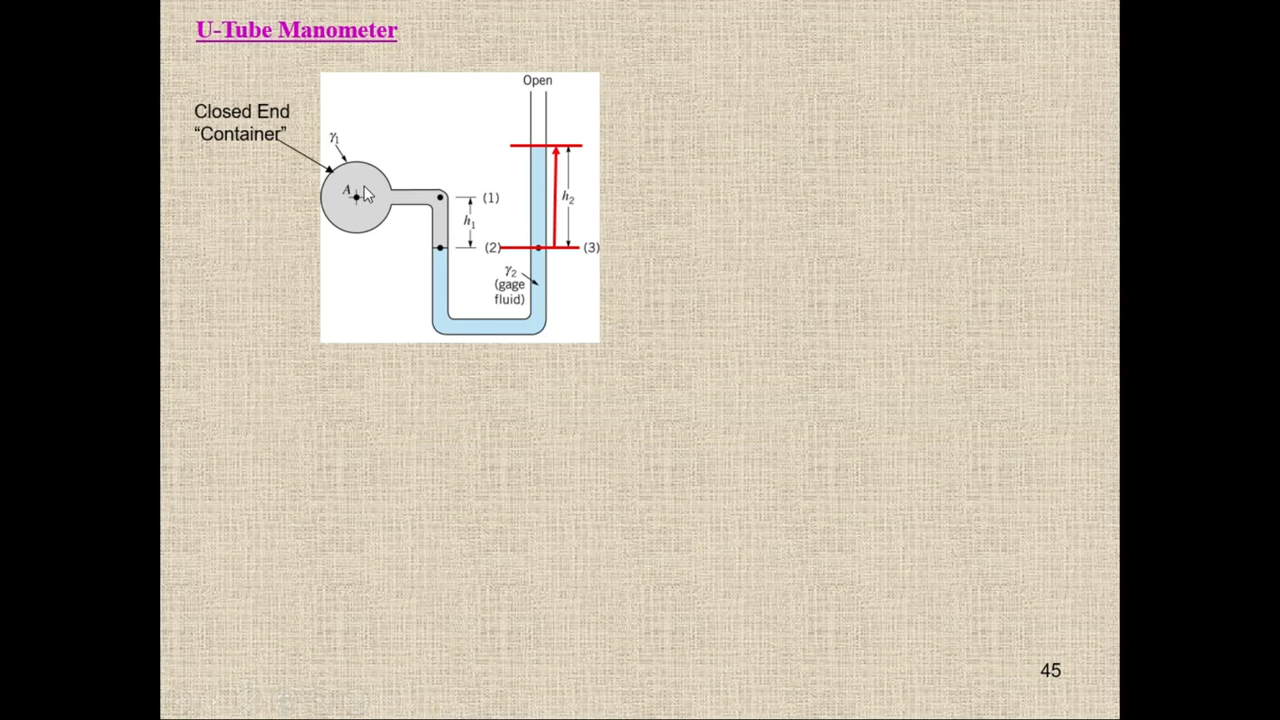 U-Tube Manometer
Open
Closed End
“Container”
γ1
A
(1)
h1
h2
(2)
(3)
γ2
(gage
fluid)
45